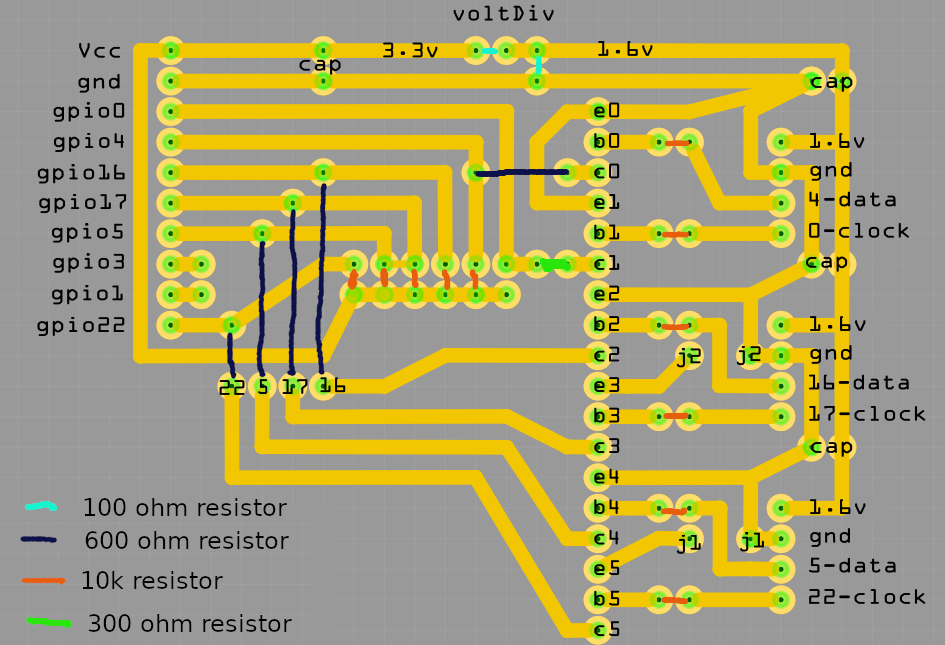 voltDiv
Vcc 3.3v 1.6v
cap
gnd cap
gpio0 e0
gpio4 b0 1.6v
gpio16 c0 gnd
gpio17 e1 4-data
gpio5 b1 0-clock
gpio3 c1 cap
gpio1 e2
gpio22 b2 1.6v
c2 j2 j2 gnd
22 5 17 16 e3 16-data
b3 17-clock
c3 cap
e4
100 ohm resistor b4 1.6v
600 ohm resistor c4 j1 j1 gnd
10k resistor e5 5-data
b5 22-clock
300 ohm resistor c5